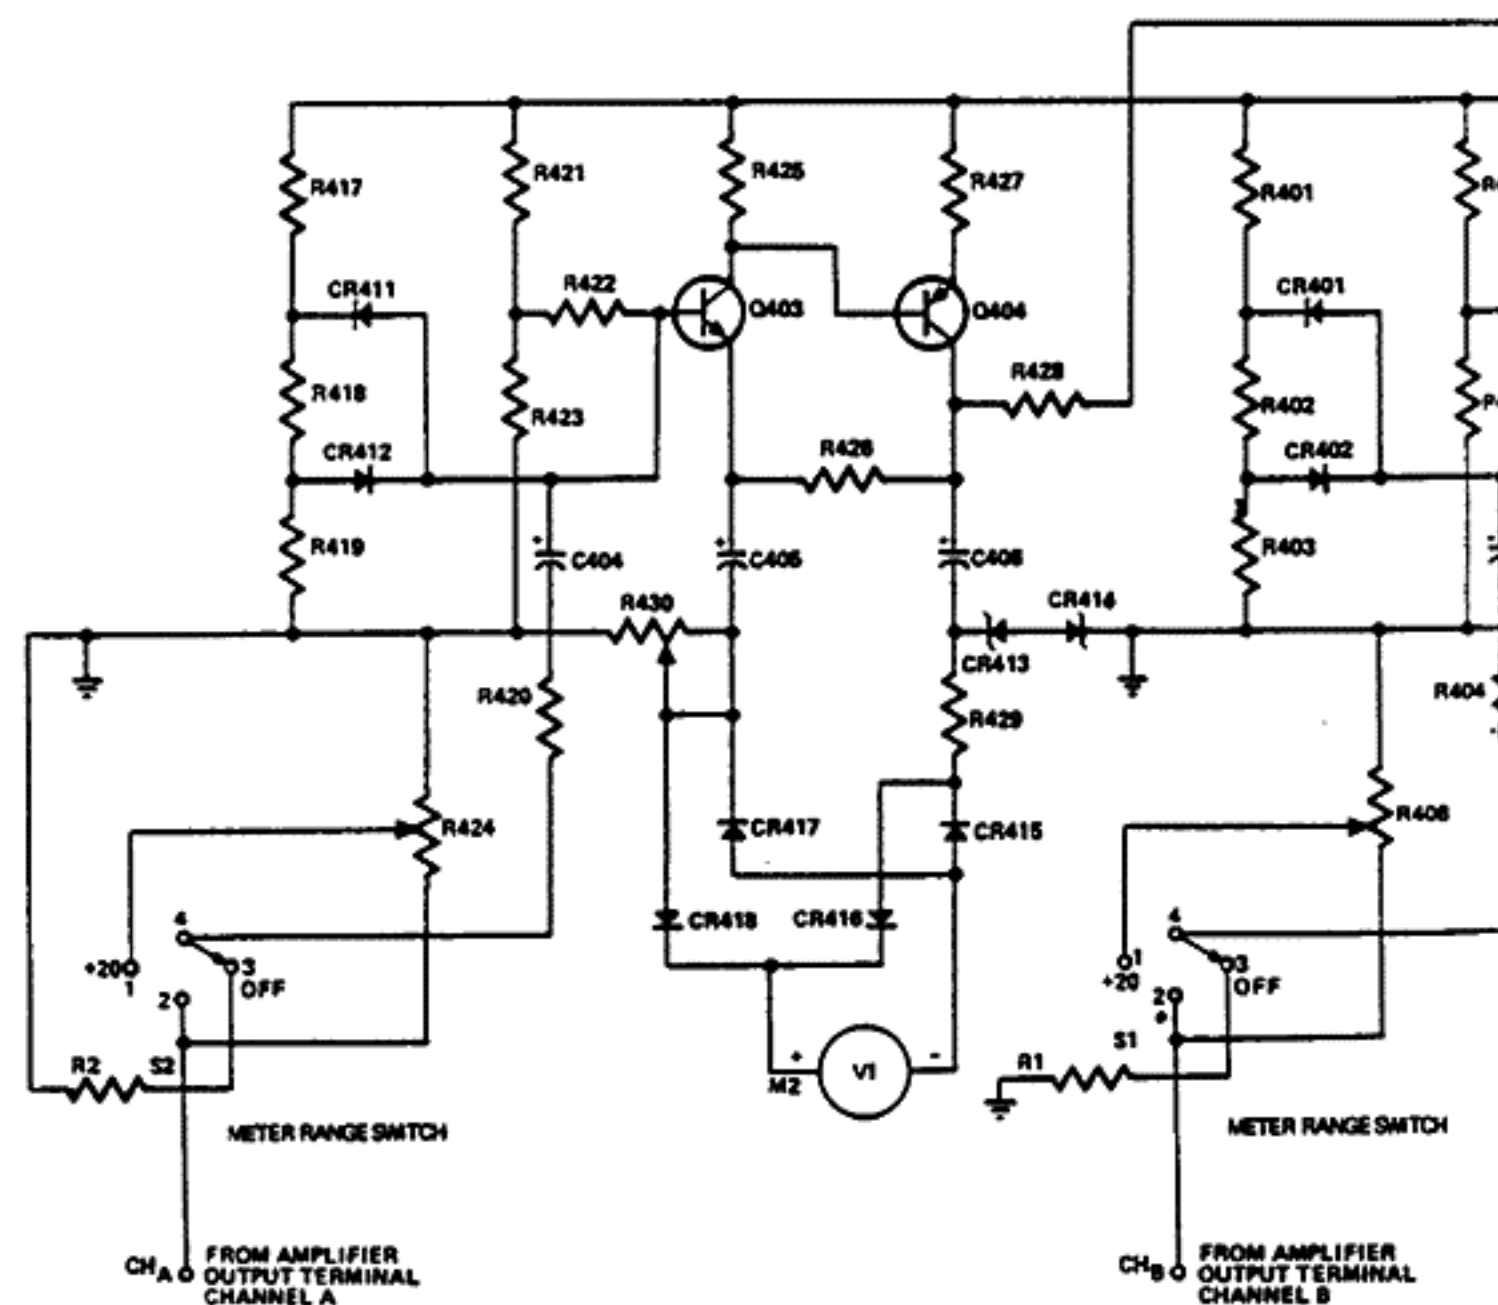 R417
R421
R425
R427
R401
CR411
R422
Q403
Q404
CR401
R418
R423
R428
R402
CR412
R426
CR402
R419
C404
C405
C406
R403
R430
CR414
CR413
R420
R429
R404
R424
CR417
CR415
R406
4
CR418
CR416
4
+20
1
3
OFF
2
1
+20
3
OFF
2
R2
S2
+
-
M2
V1
R1
S1
METER RANGE SWITCH
METER RANGE SWITCH
CHA
FROM AMPLIFIER
OUTPUT TERMINAL
CHANNEL A
CHB
FROM AMPLIFIER
OUTPUT TERMINAL
CHANNEL B